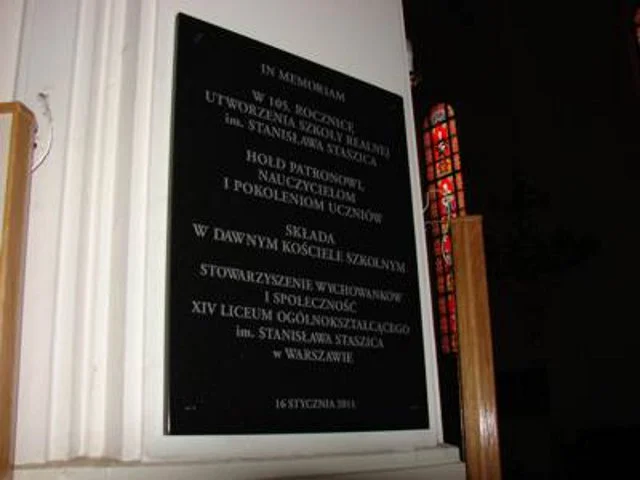 IN MEMORIAM
W 105. ROCZNICĘ
UTWORZENIA SZKOŁY REALNEJ
im. STANISŁAWA STASZICA
HOŁD PATRONOWI,
NAUCZYCIELOM
I POKOLENIOM UCZNIÓW
SKŁADA
W DAWNYM KOŚCIELE SZKOLNYM
STOWARZYSZENIE WYCHOWANKÓW
I SPOŁECZNOŚĆ
XIV LICEUM OGÓLNOKSZTAŁCĄCEGO
im. STANISŁAWA STASZICA
w WARSZAWIE
16 STYCZNIA 2011